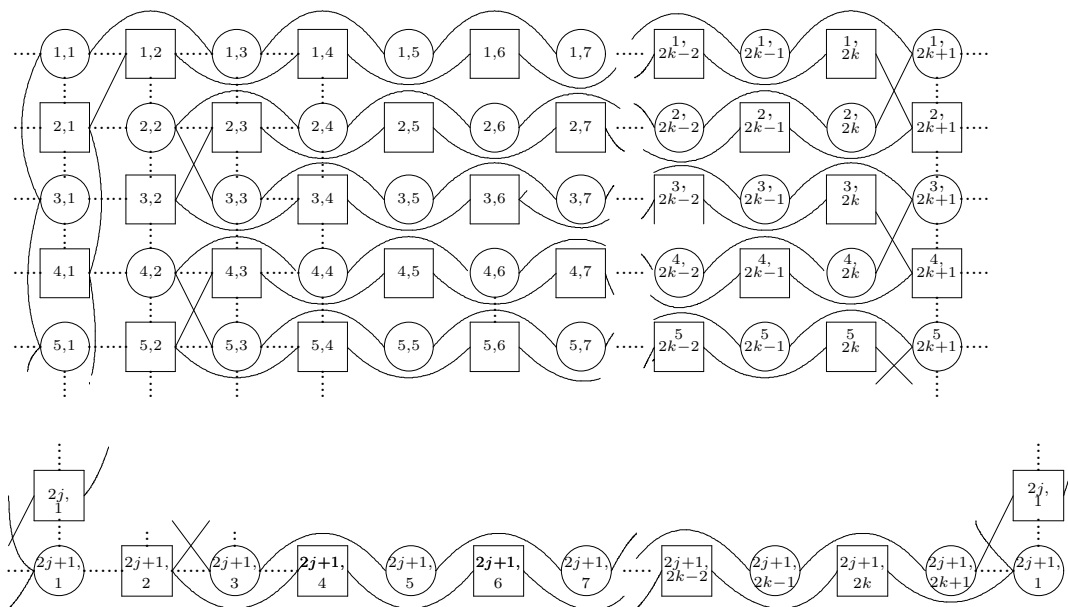 1,1 1,2 1,3 1,4 1,5 1,6 1,7
1, 1, 1, 1,
2k−2 2k−1 2k 2k+1
2,1 2,2 2,3 2,4 2,5 2,6 2,7
2, 2, 2, 2,
2k−2 2k−1 2k 2k+1
3,1 3,2 3,3 3,4 3,5 3,6 3,7
3, 3, 3, 3,
2k−2 2k−1 2k 2k+1
4,1 4,2 4,3 4,4 4,5 4,6 4,7
4, 4, 4, 4,
2k−2 2k−1 2k 2k+1
5,1 5,2 5,3 5,4 5,5 5,6 5,7
5 5 5 5
2k−2 2k−1 2k 2k+1
2j, 2j,
1 1
2j+1, 2j+1, 2j+1, 2j+1, 2j+1, 2j+1, 2j+1, 2j+1, 2j+1, 2j+1, 2j+1, 2j+1,
1 2 3 4 5 6 7 2k−2 2k−1 2k 2k+1 1